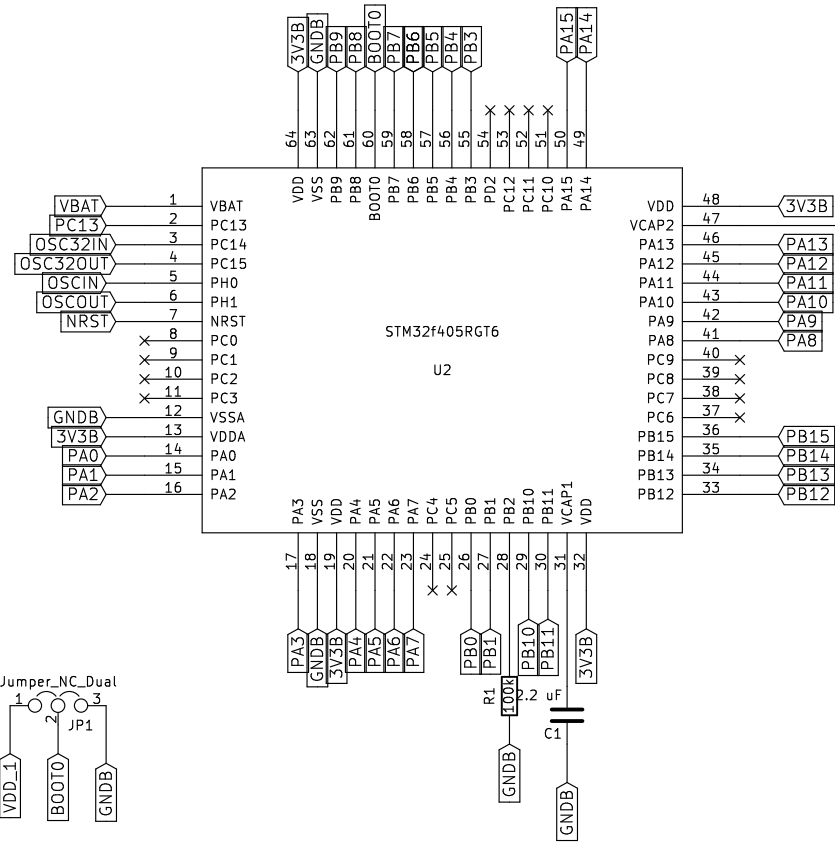 3V3B GNDB PB9 PB8 BOOT0 PB7 PB6 PB5 PB4 PB3 PA15 PA14
64 63 62 61 60 59 58 57 56 55 54 53 52 51 50 49
VDD VSS PB9 PB8 BOOT0 PB7 PB6 PB5 PB4 PB3 PD2 PC12 PC11 PC10 PA15 PA14
VBAT 1 VBAT VDD 48 3V3B
PC13 2 PC13 VCAP2 47
OSC32IN 3 PC14 PA13 46 PA13
OSC32OUT 4 PC15 PA12 45 PA12
OSCIN 5 PH0 PA11 44 PA11
OSCOUT 6 PH1 PA10 43 PA10
NRST 7 NRST PA9 42 PA9
8 PC0 PA8 41 PA8
STM32f405RGT6
9 PC1 PC9 40
U2
10 PC2 PC8 39
11 PC3 PC7 38
GNDB 12 VSSA PC6 37
3V3B 13 VDDA PB15 36 PB15
PA0 14 PA0 PB14 35 PB14
PA1 15 PA1 PB13 34 PB13
PA2 16 PA2 PB12 33 PB12
PA3 VSS VDD PA4 PA5 PA6 PA7 PC4 PC5 PB0 PB1 PB2 PB10 PB11 VCAP1 VDD
17 18 19 20 21 22 23 24 25 26 27 28 29 30 31 32
PA3 GNDB 3V3B PA4 PA5 PA6 PA7 PB0 PB1 PB10 PB11 3V3B
Jumper_NC_Dual
1 2 3
JP1
R1 100k 2.2 uF
C1
VDD_1 BOOT0 GNDB GNDB GNDB